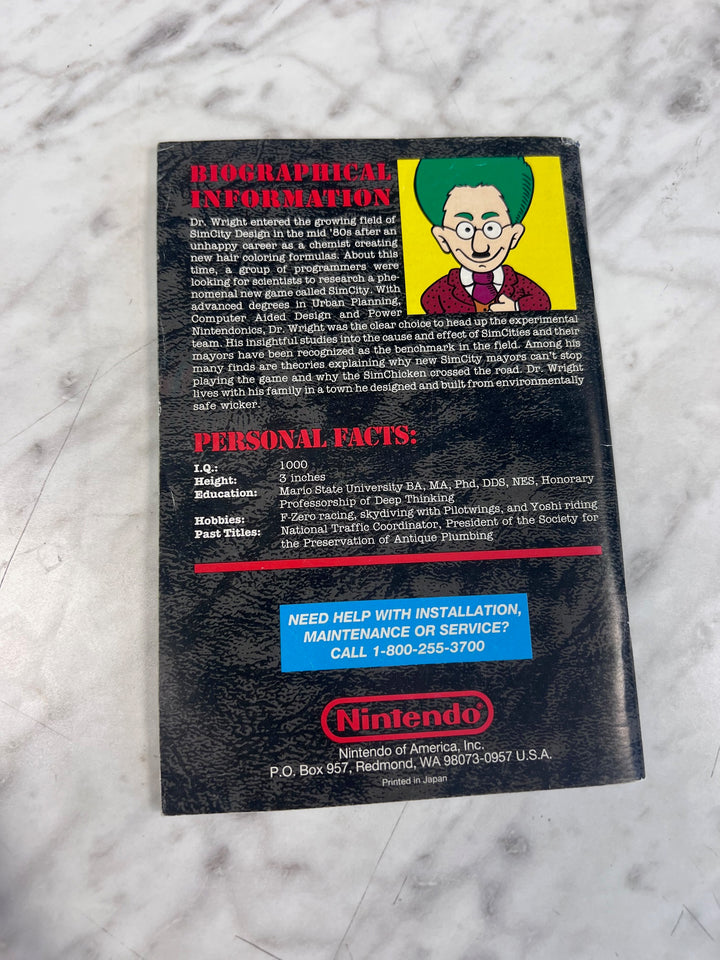 BIOGRAPHICAL
INFORMATION
Dr. Wright entered the growing field of
SimCity Design in the mid '80s after an
unhappy career as a chemist creating
new hair coloring formulas. About this
time, a group of programmers were
looking for scientists to research a phe-
nomenal new game called SimCity. With
advanced degrees in Urban Planning,
Computer Aided Design and Power
Nintendonics, Dr. Wright was the clear choice to head up the experimental
team. His insightful studies into the cause and effect of SimCities and their
mayors have been recognized as the benchmark in the field. Among his
many finds are theories explaining why new SimCity mayors can't stop
playing the game and why the SimChicken crossed the road. Dr. Wright
lives with his family in a town he designed and built from environmentally
safe wicker.
PERSONAL FACTS:
I.Q.: 1000
Height: 3 inches
Education: Mario State University BA, MA, Phd, DDS, NES, Honorary
Professorship of Deep Thinking
Hobbies: F-Zero racing, skydiving with Pilotwings, and Yoshi riding
Past Titles: National Traffic Coordinator, President of the Society for
the Preservation of Antique Plumbing
NEED HELP WITH INSTALLATION,
MAINTENANCE OR SERVICE?
CALL 1-800-255-3700
Nintendo®
Nintendo of America, Inc.
P.O. Box 957, Redmond, WA 98073-0957 U.S.A.
Printed in Japan